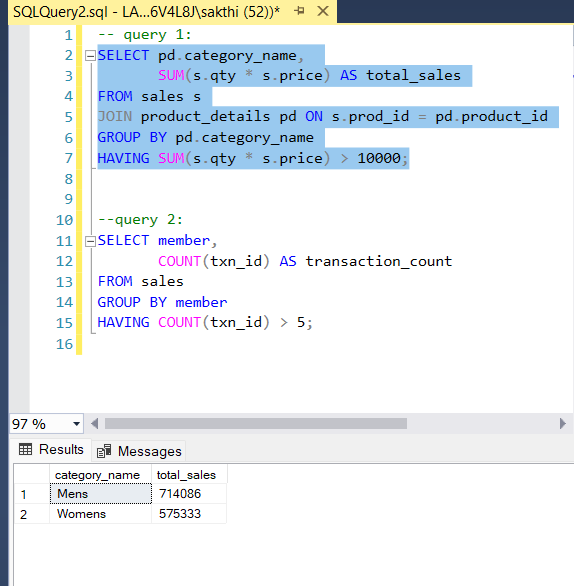 SQLQuery2.sql - LA...6V4L8J\sakthi (52))*
1 -- query 1:
2 SELECT pd.category_name,
3 SUM(s.qty * s.price) AS total_sales
4 FROM sales s
5 JOIN product_details pd ON s.prod_id = pd.product_id
6 GROUP BY pd.category_name
7 HAVING SUM(s.qty * s.price) > 10000;
8
9
10 --query 2:
11 SELECT member,
12 COUNT(txn_id) AS transaction_count
13 FROM sales
14 GROUP BY member
15 HAVING COUNT(txn_id) > 5;
16
97 %
Results Messages
category_name total_sales
1 Mens 714086
2 Womens 575333